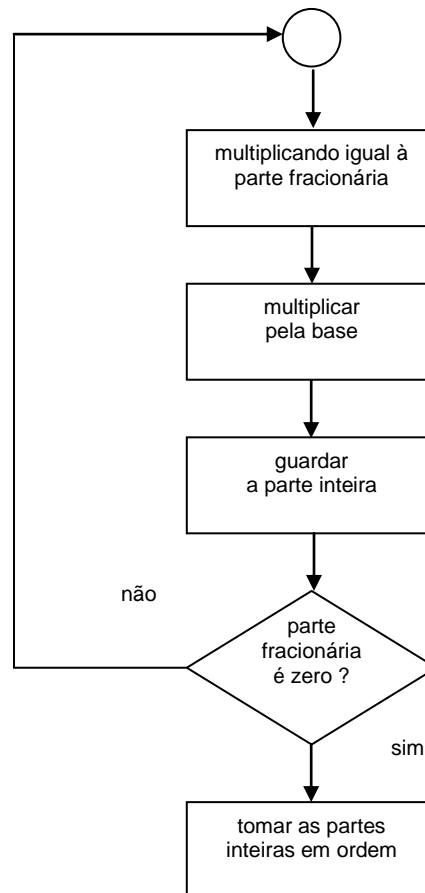 multiplicando igual à
parte fracionária
multiplicar
pela base
guardar
a parte inteira
não
parte
fracionária
é zero ?
sim
tomar as partes
inteiras em ordem